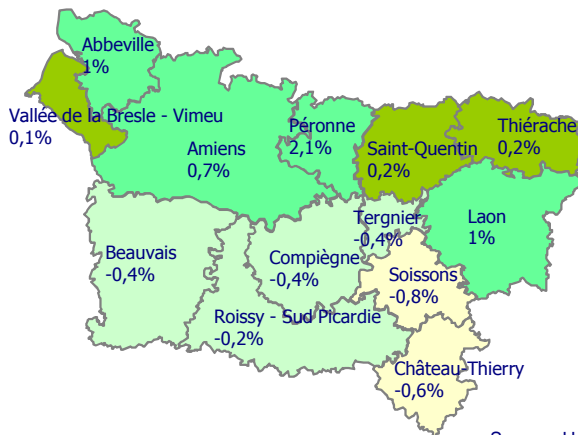 Abbeville
1%
Vallée de la Bresle - Vimeu
0,1%
Amiens
0,7%
Péronne
2,1%
Saint-Quentin
0,2%
Thiérache
0,2%
Tergnier
-0,4%
Laon
1%
Beauvais
-0,4%
Compiègne
-0,4%
Soissons
-0,8%
Roissy - Sud Picardie
-0,2%
Château-Thierry
-0,6%